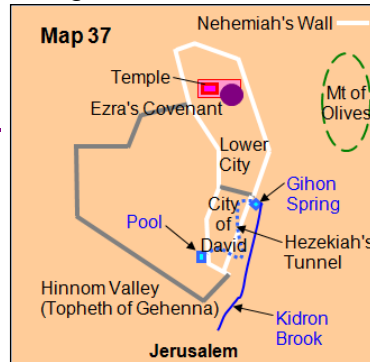 Nehemiah's Wall
Map 37
Temple
Mt of
Olives
Ezra's Covenant
Lower
City
Gihon
Spring
City
of
David
Pool
Hezekiah's
Tunnel
Hinnom Valley
(Topheth of Gehenna)
Kidron
Brook
Jerusalem